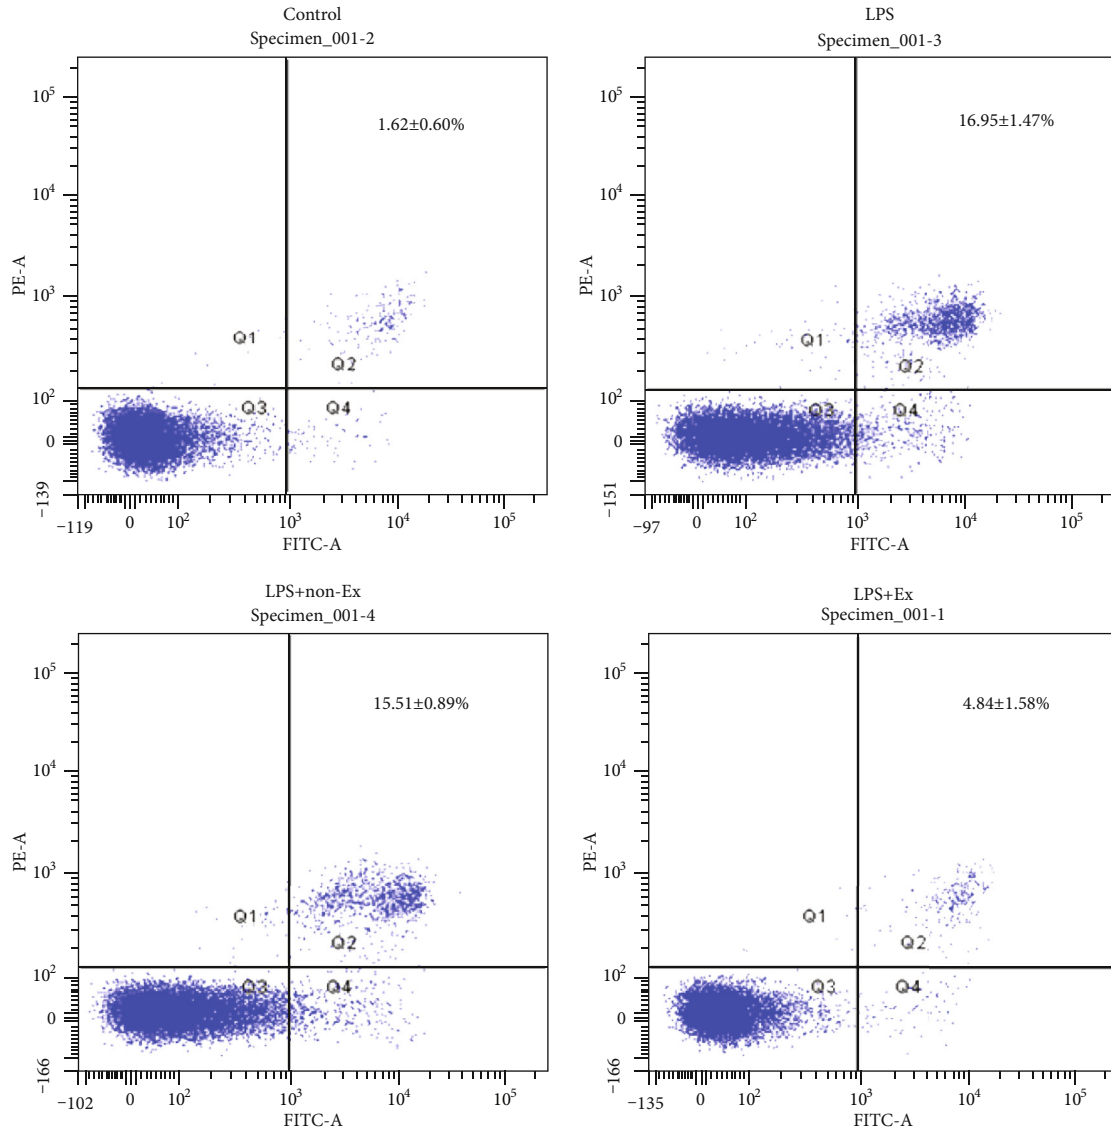 Control
Specimen_001-2
10⁵
1.62±0.60%
10⁴
PE-A
10³
Q1
Q2
10²
Q3
Q4
0
−139
−119
0
10²
10³
10⁴
10⁵
FITC-A
LPS
Specimen_001-3
10⁵
16.95±1.47%
10⁴
PE-A
10³
Q1
Q2
10²
Q3
Q4
0
−151
−97
0
10²
10³
10⁴
10⁵
FITC-A
LPS+non-Ex
Specimen_001-4
10⁵
15.51±0.89%
10⁴
PE-A
10³
Q1
Q2
10²
Q3
Q4
0
−166
−102
0
10²
10³
10⁴
10⁵
FITC-A
LPS+Ex
Specimen_001-1
10⁵
4.84±1.58%
10⁴
PE-A
10³
Q1
Q2
10²
Q3
Q4
0
−166
−135
0
10²
10³
10⁴
10⁵
FITC-A